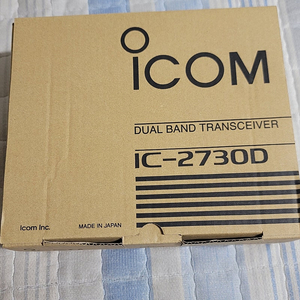 ICOM
DUAL BAND TRANSCEIVER
IC-2730D
Icom Inc. MADE IN JAPAN